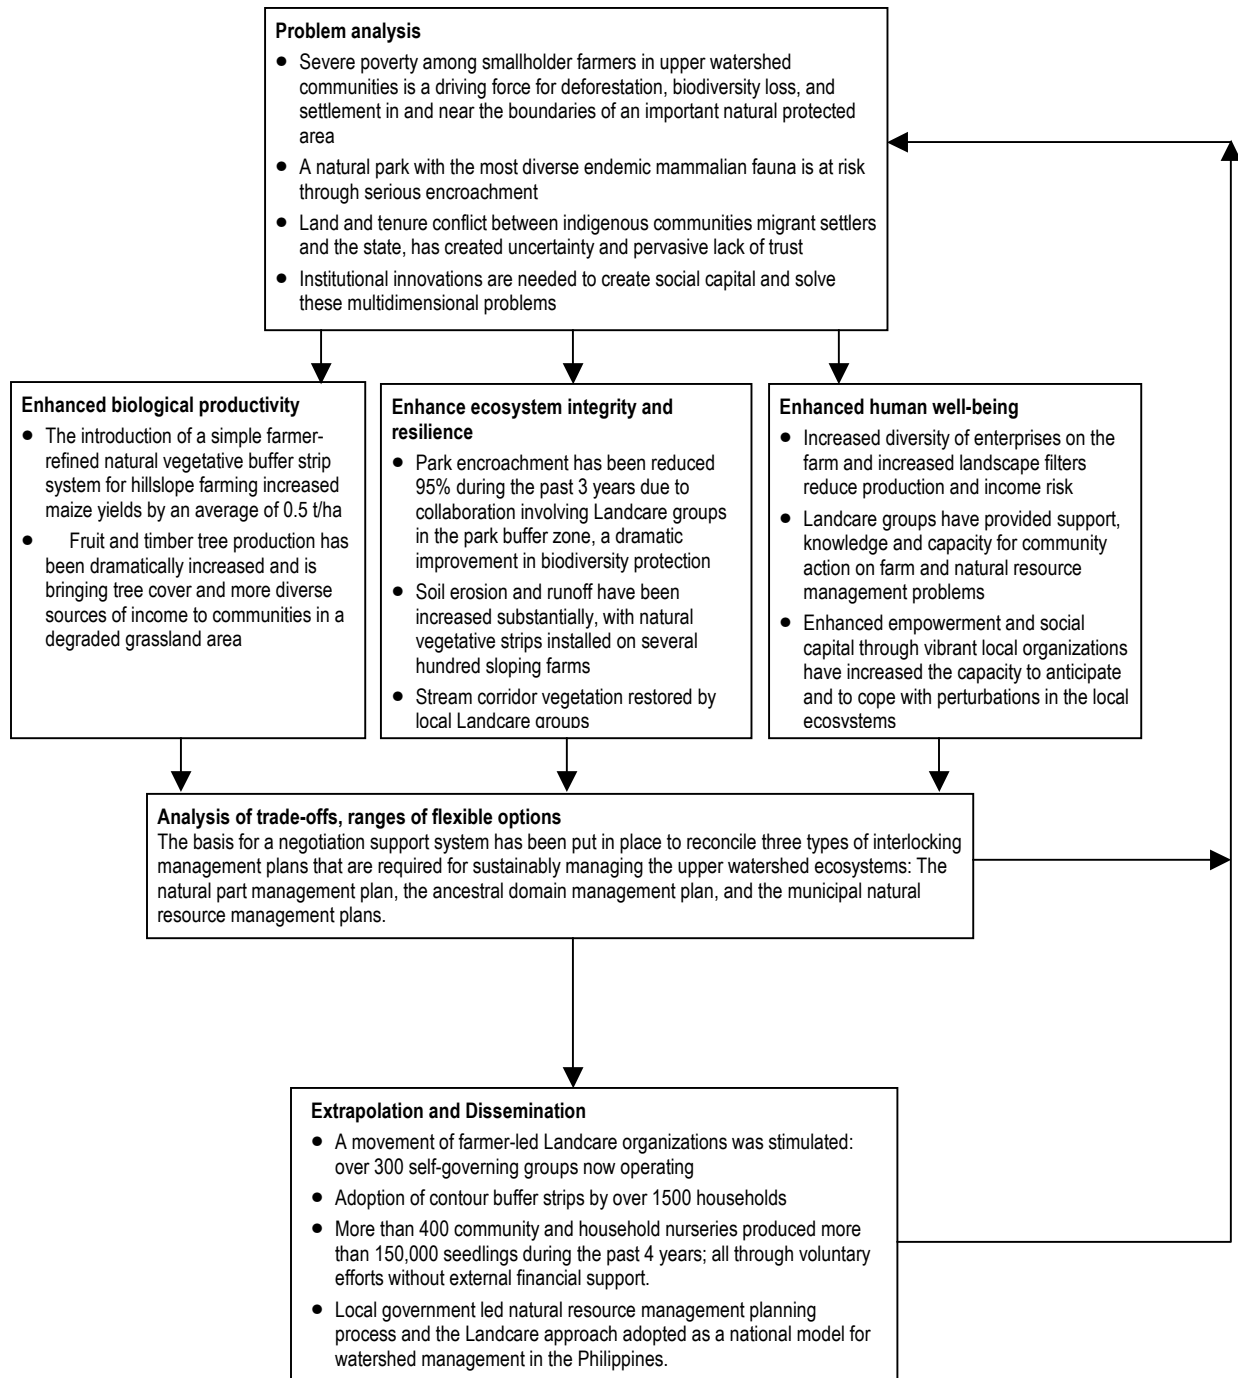 Problem analysis
● Severe poverty among smallholder farmers in upper watershed
communities is a driving force for deforestation, biodiversity loss, and
settlement in and near the boundaries of an important natural protected
area
● A natural park with the most diverse endemic mammalian fauna is at risk
through serious encroachment
● Land and tenure conflict between indigenous communities migrant settlers
and the state, has created uncertainty and pervasive lack of trust
● Institutional innovations are needed to create social capital and solve
these multidimensional problems
Enhanced biological productivity
● The introduction of a simple farmer-
refined natural vegetative buffer strip
system for hillslope farming increased
maize yields by an average of 0.5 t/ha
● Fruit and timber tree production has
been dramatically increased and is
bringing tree cover and more diverse
sources of income to communities in a
degraded grassland area
Enhance ecosystem integrity and
resilience
● Park encroachment has been reduced
95% during the past 3 years due to
collaboration involving Landcare groups
in the park buffer zone, a dramatic
improvement in biodiversity protection
● Soil erosion and runoff have been
increased substantially, with natural
vegetative strips installed on several
hundred sloping farms
● Stream corridor vegetation restored by
local Landcare groups
Enhanced human well-being
● Increased diversity of enterprises on the
farm and increased landscape filters
reduce production and income risk
● Landcare groups have provided support,
knowledge and capacity for community
action on farm and natural resource
management problems
● Enhanced empowerment and social
capital through vibrant local organizations
have increased the capacity to anticipate
and to cope with perturbations in the local
ecosystems
Analysis of trade-offs, ranges of flexible options
The basis for a negotiation support system has been put in place to reconcile three types of interlocking
management plans that are required for sustainably managing the upper watershed ecosystems: The
natural part management plan, the ancestral domain management plan, and the municipal natural
resource management plans.
Extrapolation and Dissemination
● A movement of farmer-led Landcare organizations was stimulated:
over 300 self-governing groups now operating
● Adoption of contour buffer strips by over 1500 households
● More than 400 community and household nurseries produced more
than 150,000 seedlings during the past 4 years; all through voluntary
efforts without external financial support.
● Local government led natural resource management planning
process and the Landcare approach adopted as a national model for
watershed management in the Philippines.